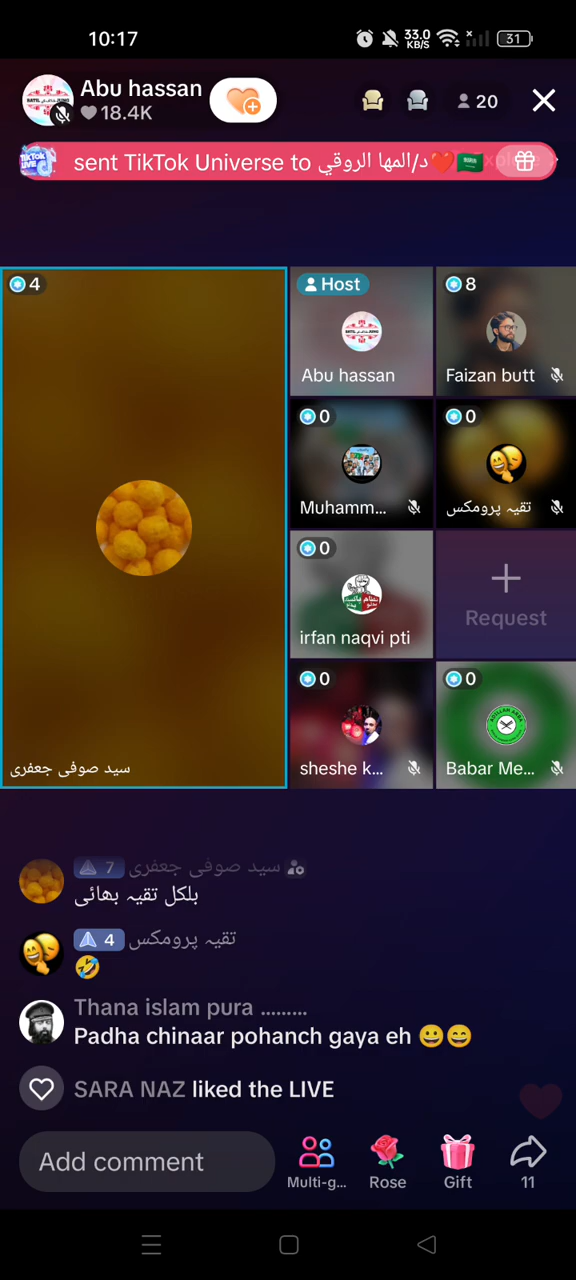 10:17
33.0
KB/S
31
Abu hassan
18.4K
20
sent TikTok Universe to د/المها الروقي❤️🇸🇦
4
Host
8
Abu hassan
Faizan butt
0
0
Muhamm...
تقیہ پرومکس
0
irfan naqvi pti
Request
0
0
سید صوفی جعفری
sheshe k...
Babar Me...
7 سید صوفی جعفری
بلکل تقیہ بھائی
4 تقیہ پرومکس
🤣
Thana islam pura .........
Padha chinaar pohanch gaya eh 😀😄
SARA NAZ liked the LIVE
Add comment
Multi-g...
Rose
Gift
11